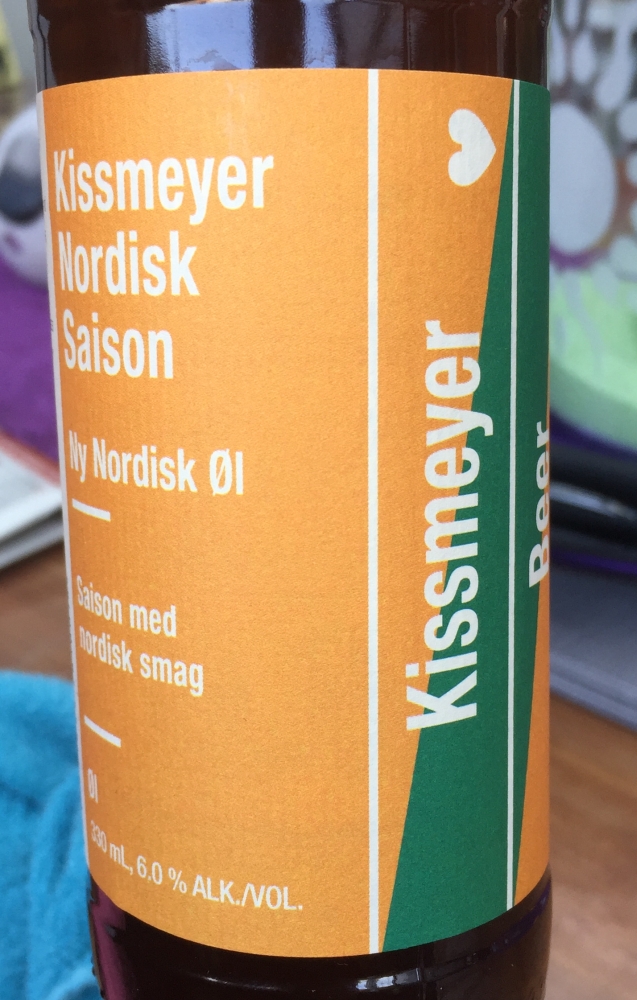 Kissmeyer
Nordisk
Saison
Ny Nordisk Øl
Saison med
nordisk smag
Øl
330 mL, 6.0 % ALK./VOL.
Kissmeyer
Beer